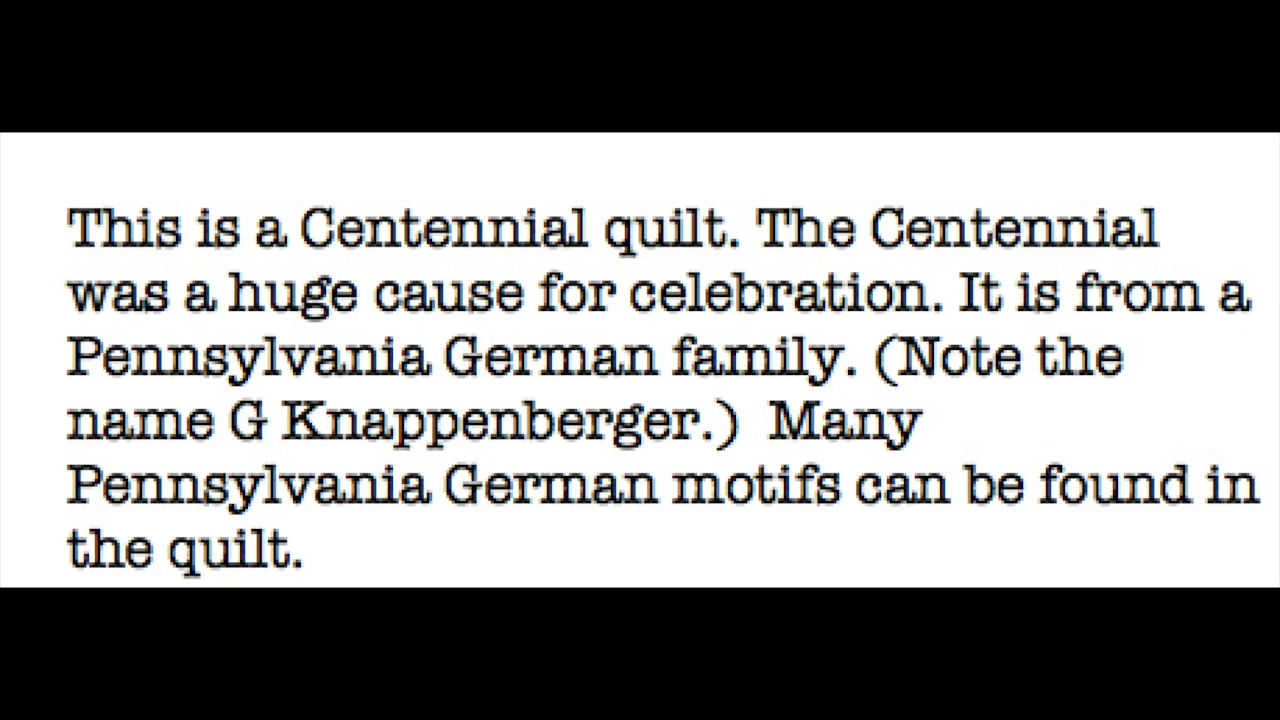 This is a Centennial quilt. The Centennial
was a huge cause for celebration. It is from a
Pennsylvania German family. (Note the
name G Knappenberger.)  Many
Pennsylvania German motifs can be found in
the quilt.